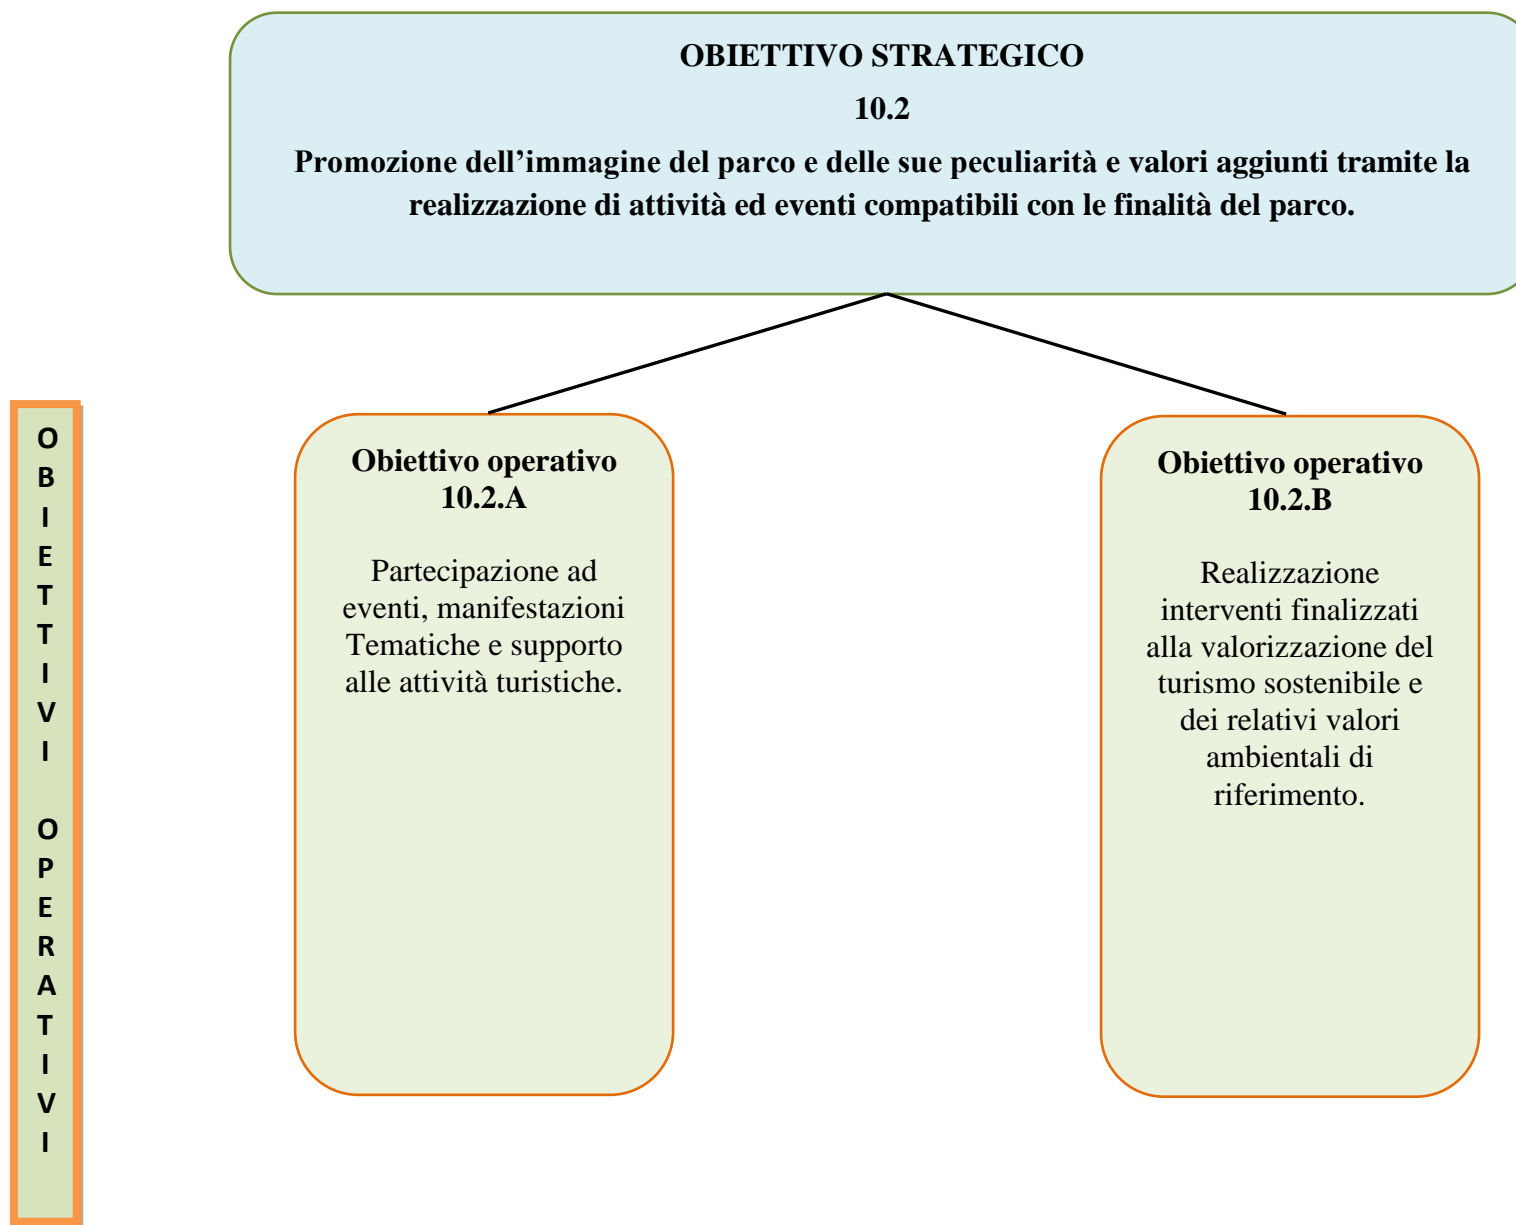 OBIETTIVO STRATEGICO
10.2
Promozione dell’immagine del parco e delle sue peculiarità e valori aggiunti tramite la
realizzazione di attività ed eventi compatibili con le finalità del parco.
O
B
I
E
T
T
I
V
I
O
P
E
R
A
T
I
V
I
Obiettivo operativo
10.2.A
Partecipazione ad
eventi, manifestazioni
Tematiche e supporto
alle attività turistiche.
Obiettivo operativo
10.2.B
Realizzazione
interventi finalizzati
alla valorizzazione del
turismo sostenibile e
dei relativi valori
ambientali di
riferimento.